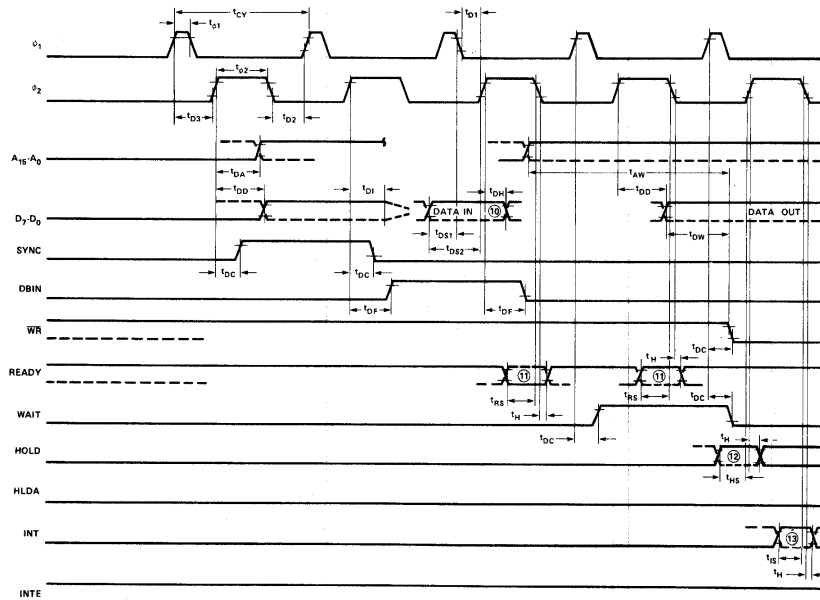 tCY
tD1
tφ1
φ1
tφ2
φ2
tD3
tD2
A15-A0
tDA
tAW
tDD
tDI
tDH
tDD
D7-D0
DATA IN
10
DATA OUT
tDS1
tDW
SYNC
tDS2
tDC
tDC
DBIN
tDF
tDF
WR
tH
tDC
READY
11
11
tRS
tRS
tDC
WAIT
tH
tDC
tH
HOLD
12
tHS
HLDA
INT
13
tIS
tH
INTE